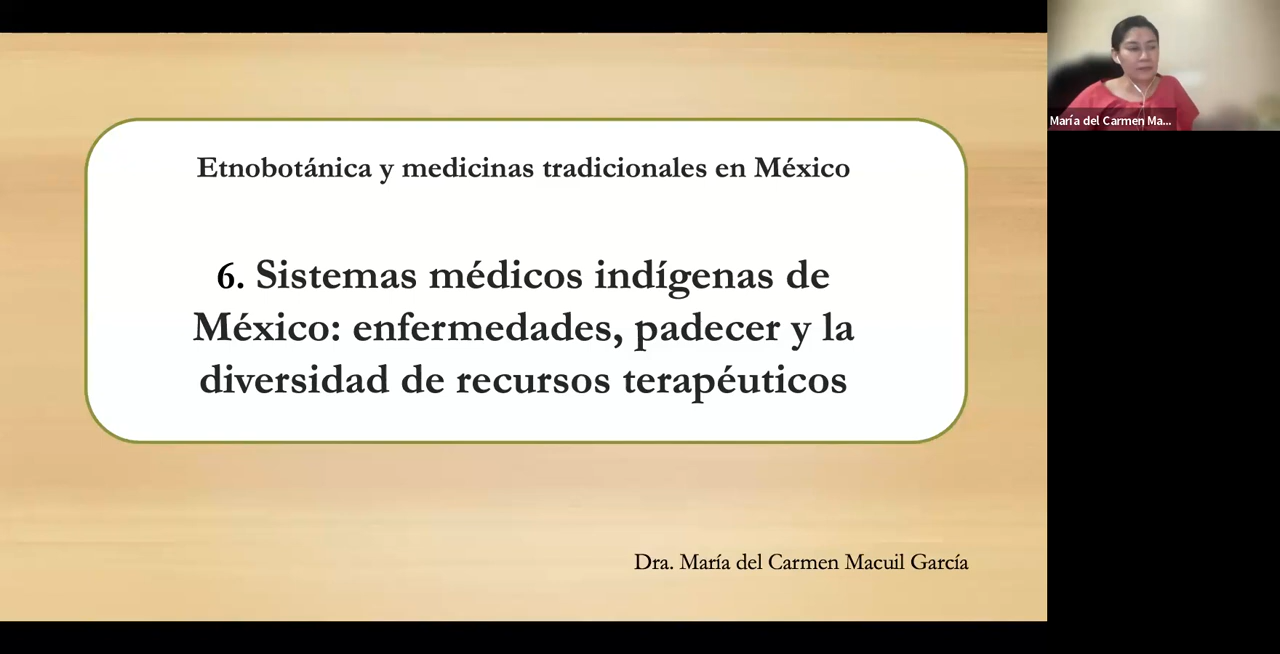 Etnobotánica y medicinas tradicionales en México
6. Sistemas médicos indígenas de
México: enfermedades, padecer y la
diversidad de recursos terapéuticos
Dra. María del Carmen Macuil García
María del Carmen Ma...